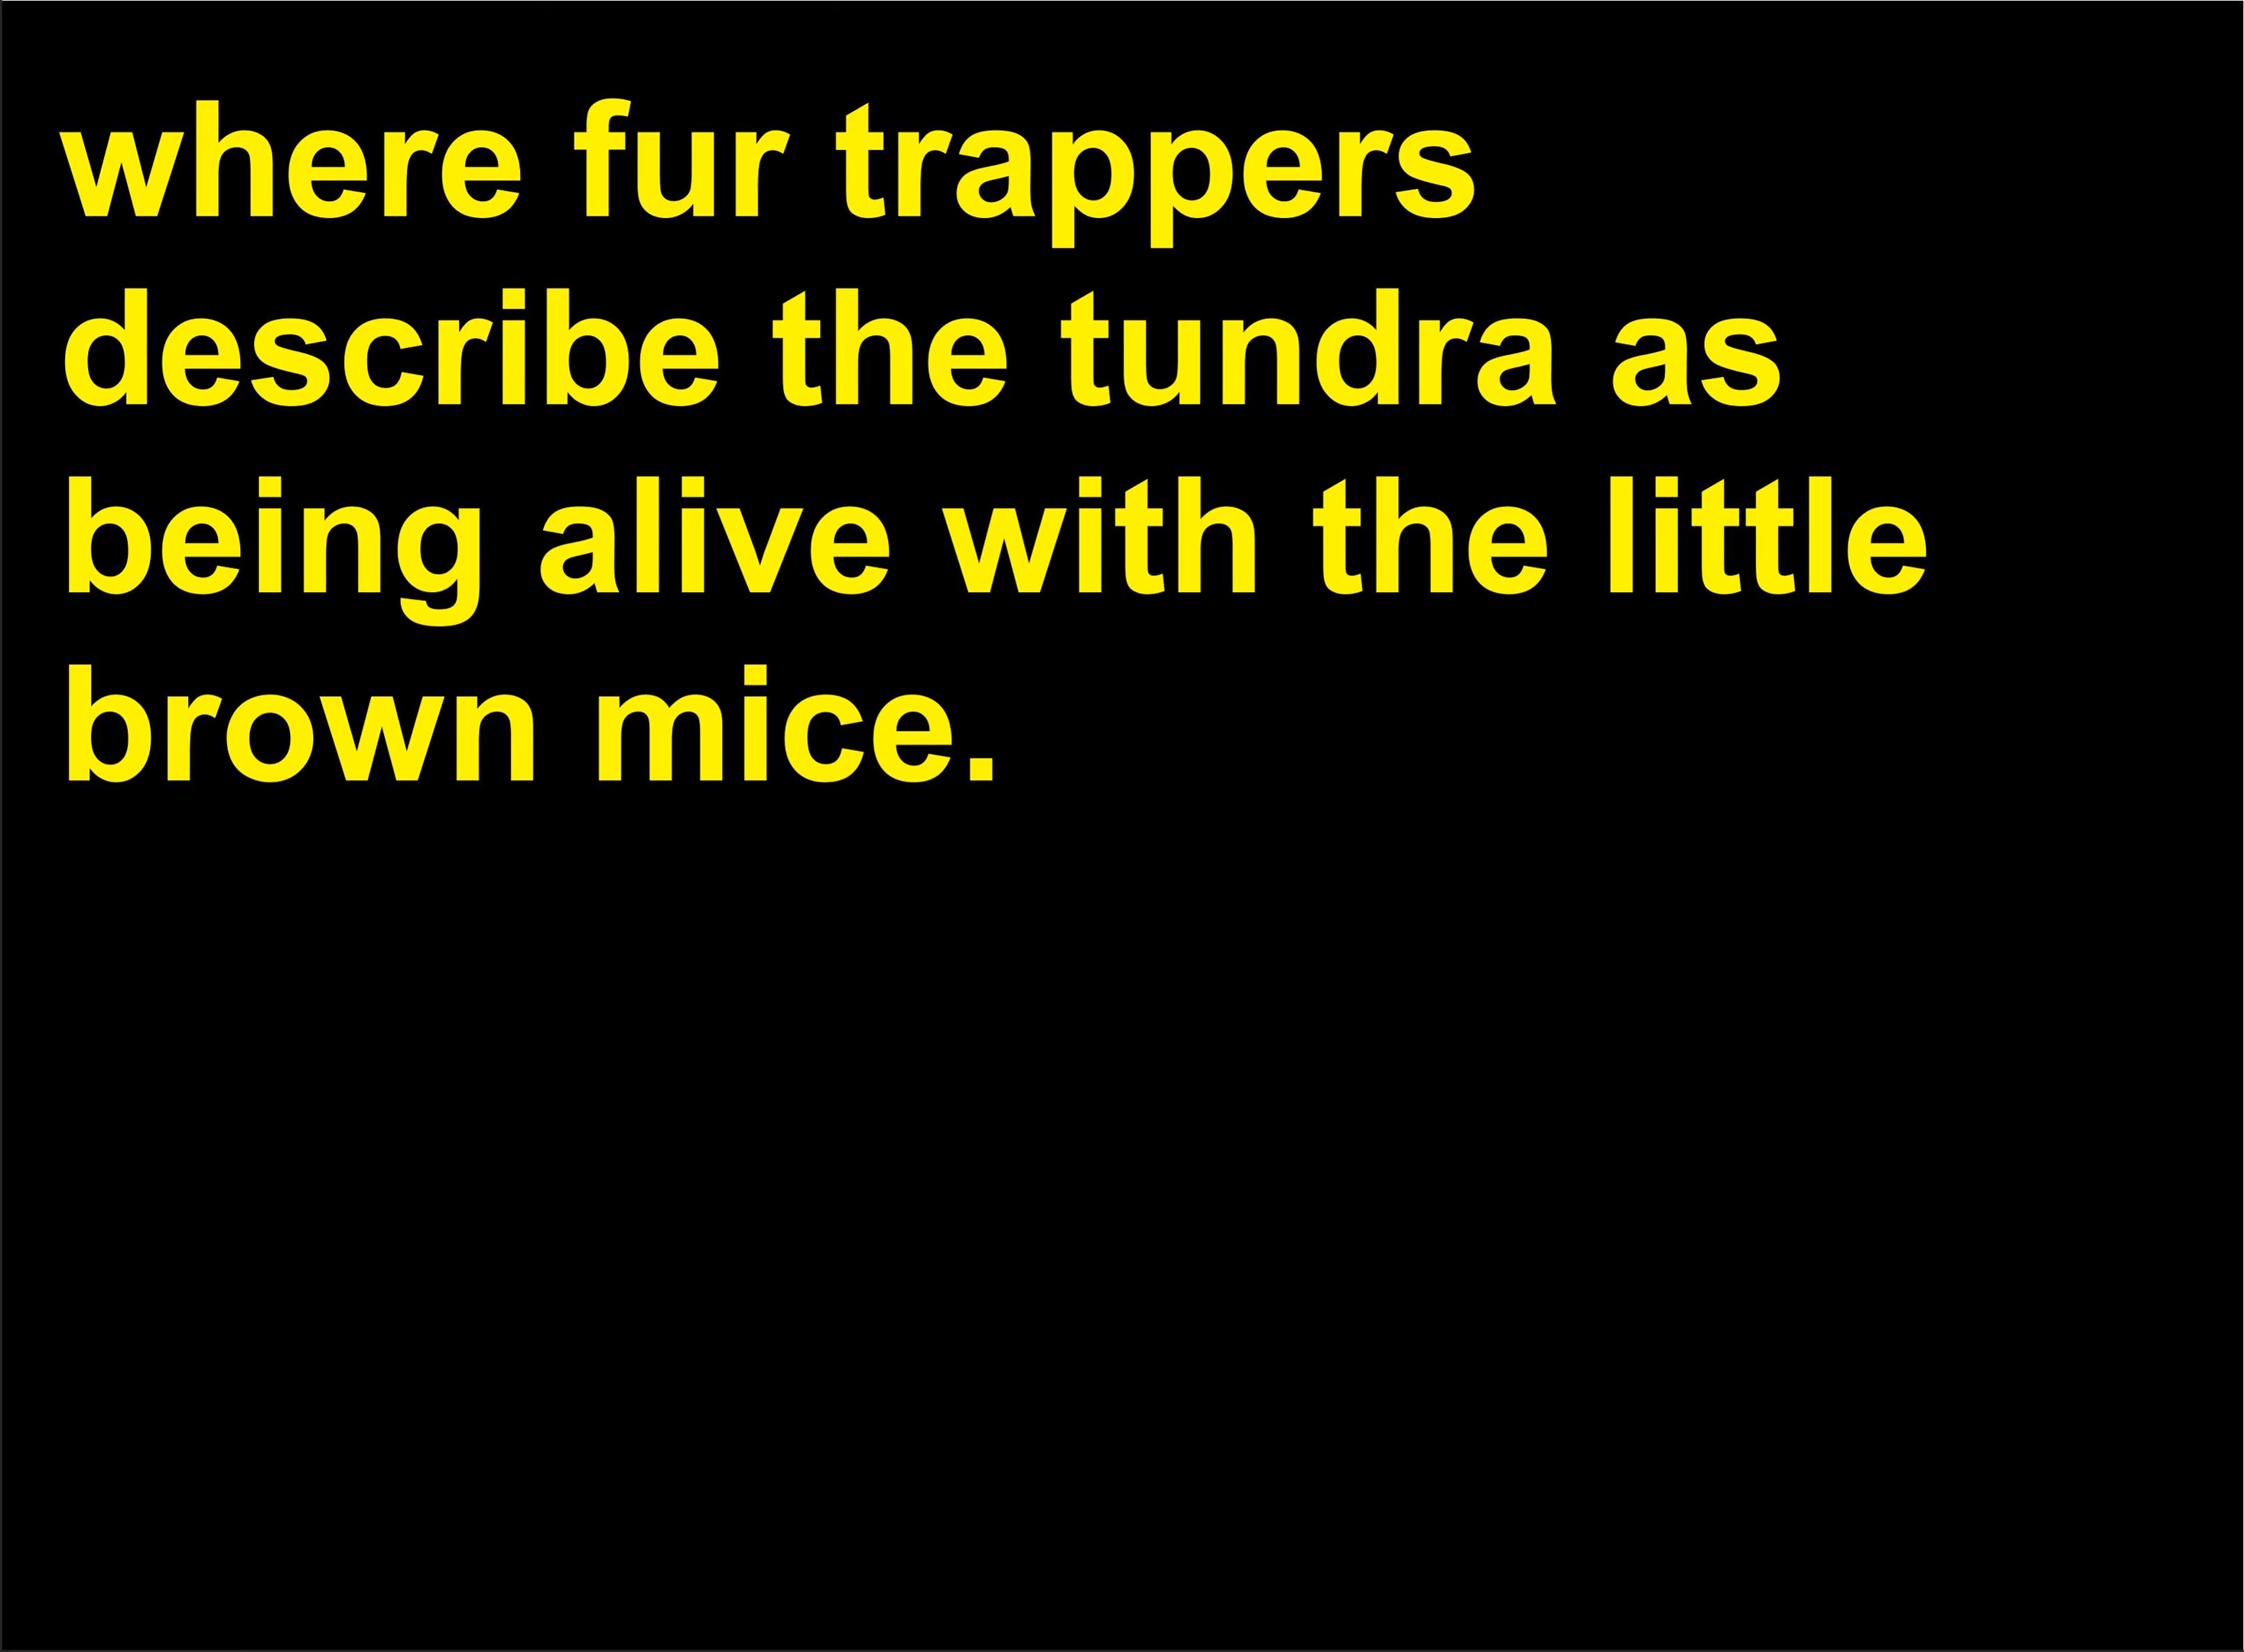 where fur trappers
describe the tundra as
being alive with the little
brown mice.